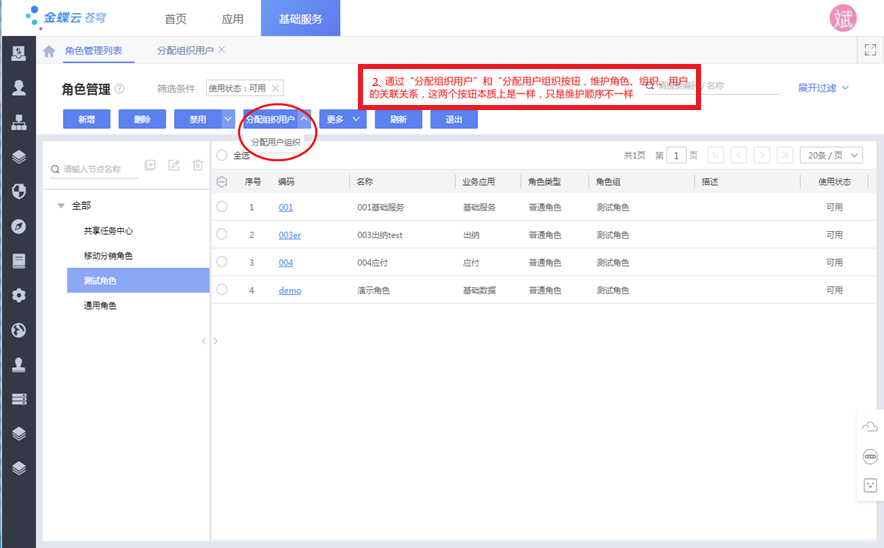 金蝶云 苍穹 首页 应用 基础服务 斌
角色管理列表 分配组织用户
角色管理 筛选条件 使用状态：可用 展开过滤
2、通过“分配组织用户”和“分配用户组织按钮，维护角色、组织、用户
的关联关系，这两个按钮本质上是一样，只是维护顺序不一样
/ 名称
新增 删除 禁用 分配组织用户 更多 刷新 退出
分配用户组织
请输入节点名称
全选 共1页 第 1 页 20条 / 页
序号 编码 名称 业务应用 角色类型 角色组 描述 使用状态
1 001 001基础服务 基础服务 普通角色 测试角色 可用
2 003er 003出纳test 出纳 普通角色 测试角色 可用
3 004 004应付 应付 普通角色 测试角色 可用
4 demo 演示角色 基础数据 普通角色 测试角色 可用
全部
共享任务中心
移动分销角色
测试角色
通用角色